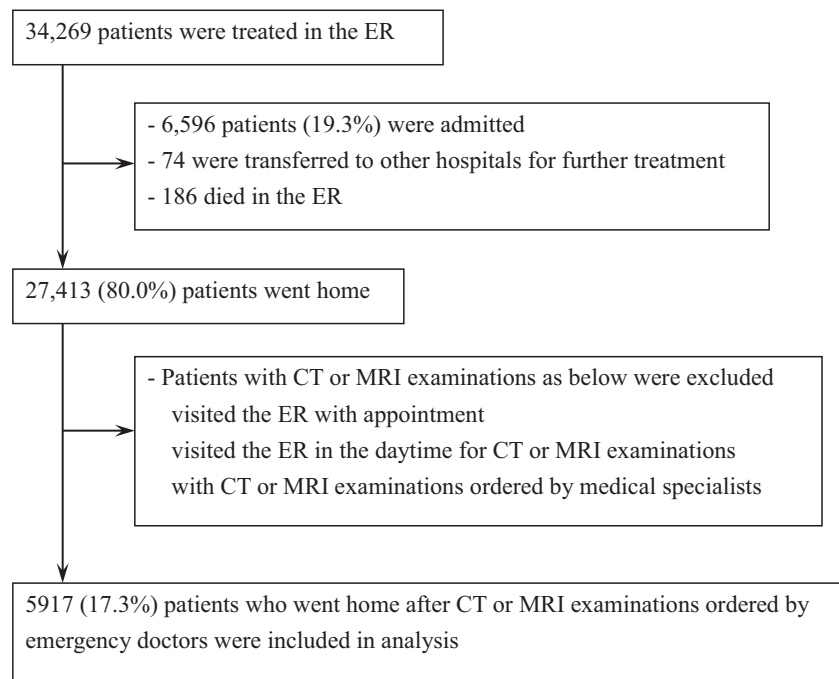 34,269 patients were treated in the ER
- 6,596 patients (19.3%) were admitted
- 74 were transferred to other hospitals for further treatment
- 186 died in the ER
27,413 (80.0%) patients went home
- Patients with CT or MRI examinations as below were excluded
visited the ER with appointment
visited the ER in the daytime for CT or MRI examinations
with CT or MRI examinations ordered by medical specialists
5917 (17.3%) patients who went home after CT or MRI examinations ordered by
emergency doctors were included in analysis